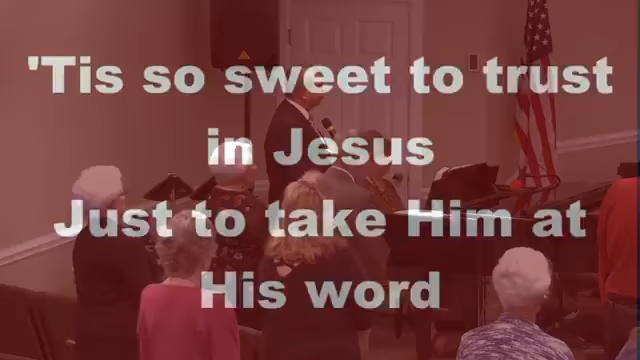 'Tis so sweet to trust
in Jesus
Just to take Him at
His word